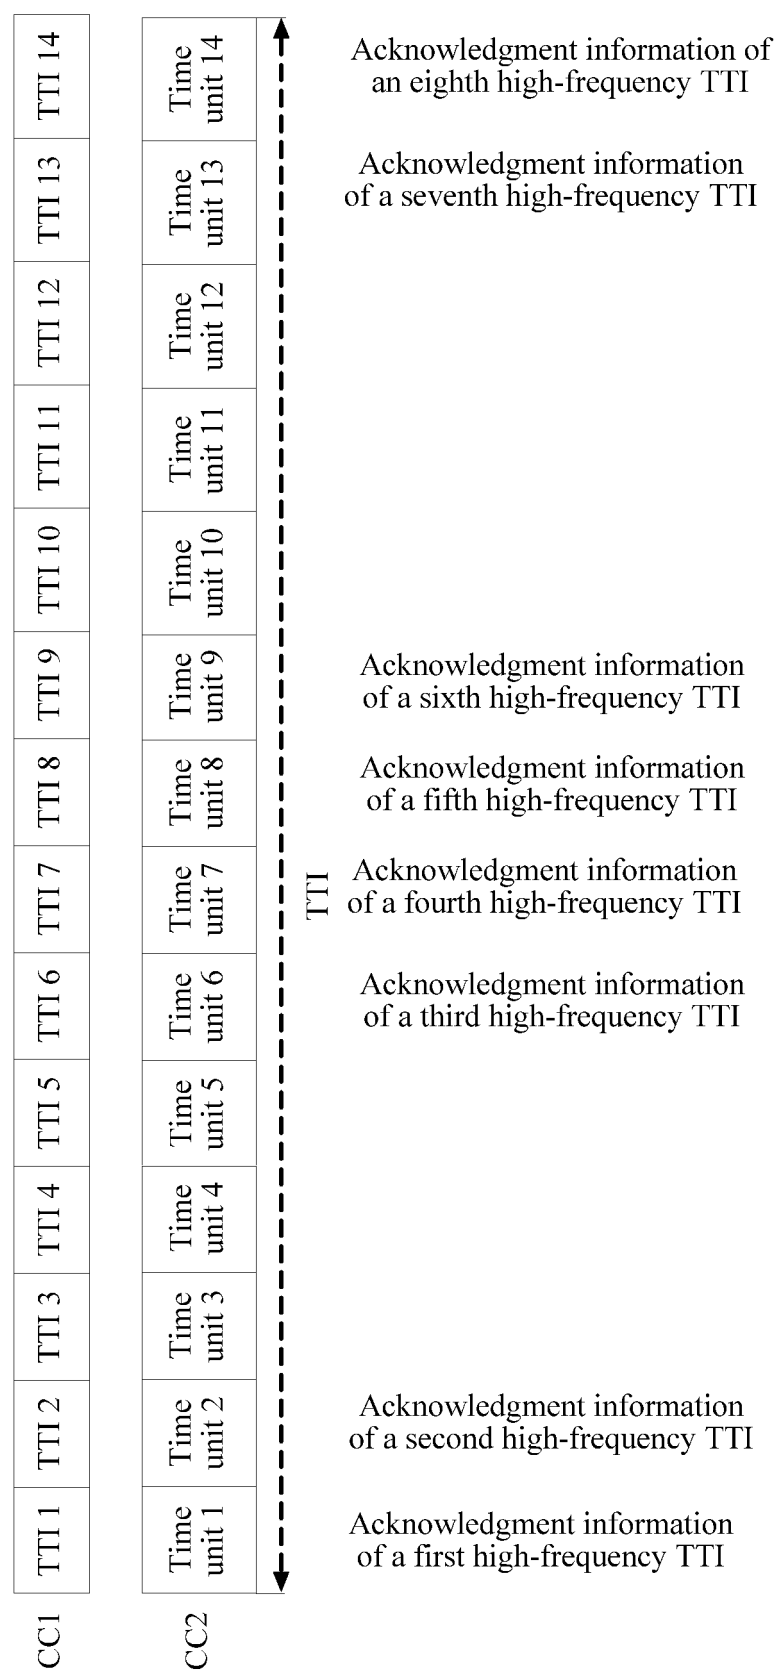 TTI 14
Time
unit 14
Acknowledgment information of
an eighth high-frequency TTI
TTI 13
Time
unit 13
Acknowledgment information
of a seventh high-frequency TTI
TTI 12
Time
unit 12
TTI 11
Time
unit 11
TTI 10
Time
unit 10
TTI 9
Time
unit 9
Acknowledgment information
of a sixth high-frequency TTI
TTI 8
Time
unit 8
Acknowledgment information
of a fifth high-frequency TTI
TTI 7
Time
unit 7
TTI
Acknowledgment information
of a fourth high-frequency TTI
TTI 6
Time
unit 6
Acknowledgment information
of a third high-frequency TTI
TTI 5
Time
unit 5
TTI 4
Time
unit 4
TTI 3
Time
unit 3
TTI 2
Time
unit 2
Acknowledgment information
of a second high-frequency TTI
TTI 1
Time
unit 1
Acknowledgment information
of a first high-frequency TTI
CC1
CC2